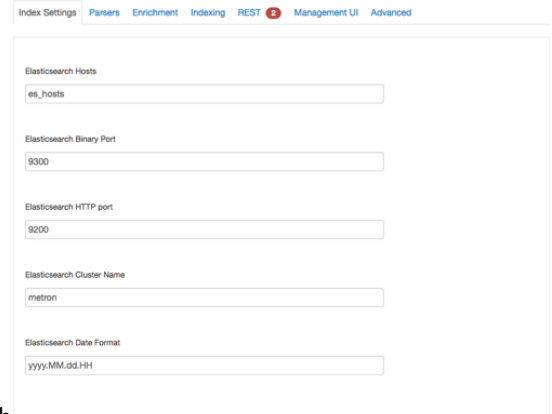 Index Settings Parsers Enrichment Indexing REST 2 Management UI Advanced
Elasticsearch Hosts
es_hosts
Elasticsearch Binary Port
9300
Elasticsearch HTTP port
9200
Elasticsearch Cluster Name
metron
Elasticsearch Date Format
yyyy.MM.dd.HH